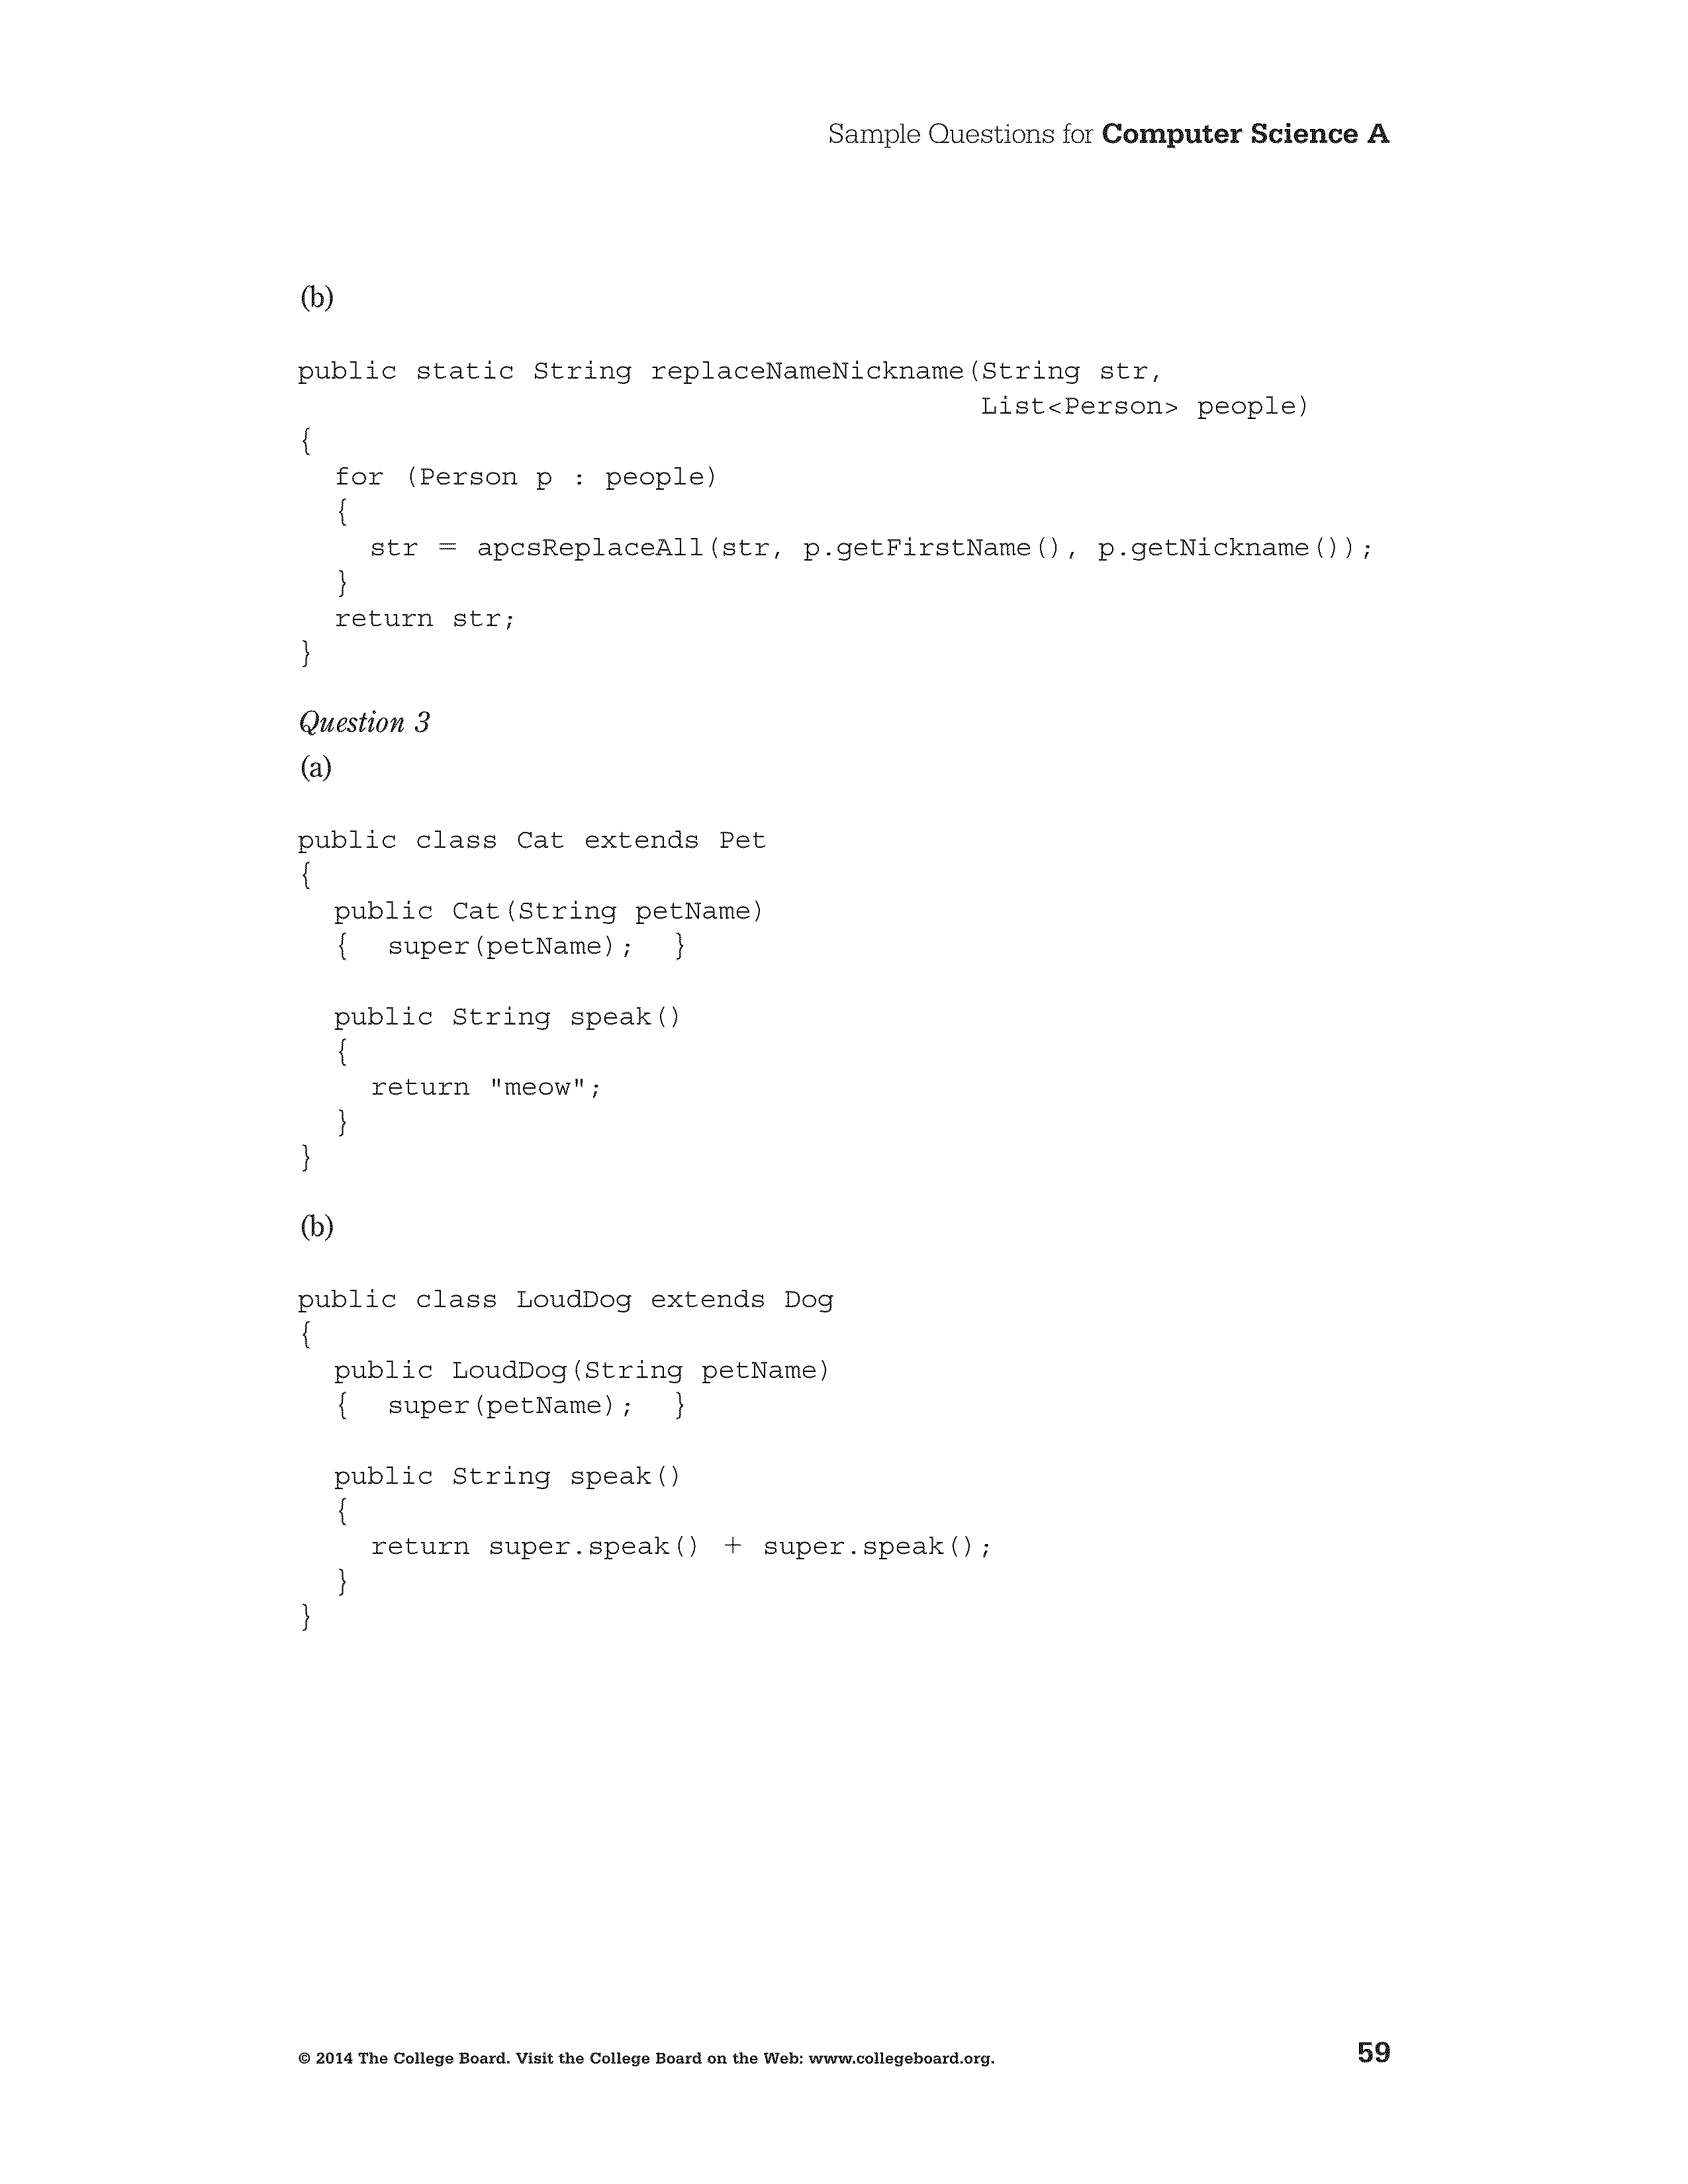 Sample Questions for Computer Science A
(b)
public static String replaceNameNickname(String str,
                                         List<Person> people)
{
  for (Person p : people)
  {
    str = apcsReplaceAll(str, p.getFirstName(), p.getNickname());
  }
  return str;
}
Question 3
(a)
public class Cat extends Pet
{
  public Cat(String petName)
  {  super(petName);  }
  public String speak()
  {
    return "meow";
  }
}
(b)
public class LoudDog extends Dog
{
  public LoudDog(String petName)
  {  super(petName);  }
  public String speak()
  {
    return super.speak() + super.speak();
  }
}
© 2014 The College Board. Visit the College Board on the Web: www.collegeboard.org.
59